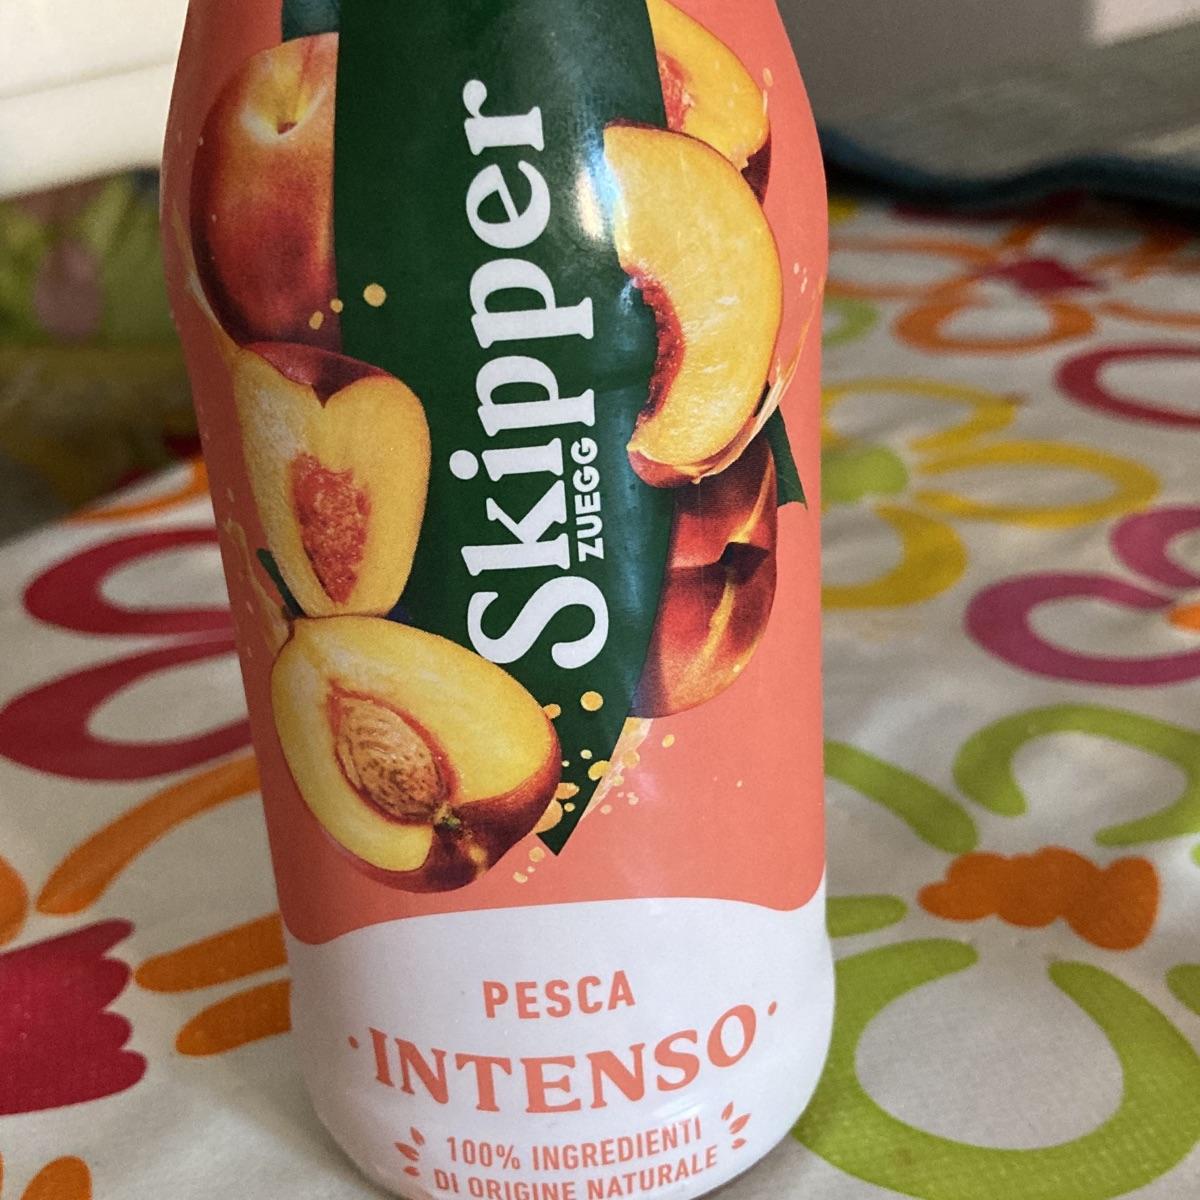 Skipper
ZUEGG
PESCA
·INTENSO·
100% INGREDIENTI
DI ORIGINE NATURALE